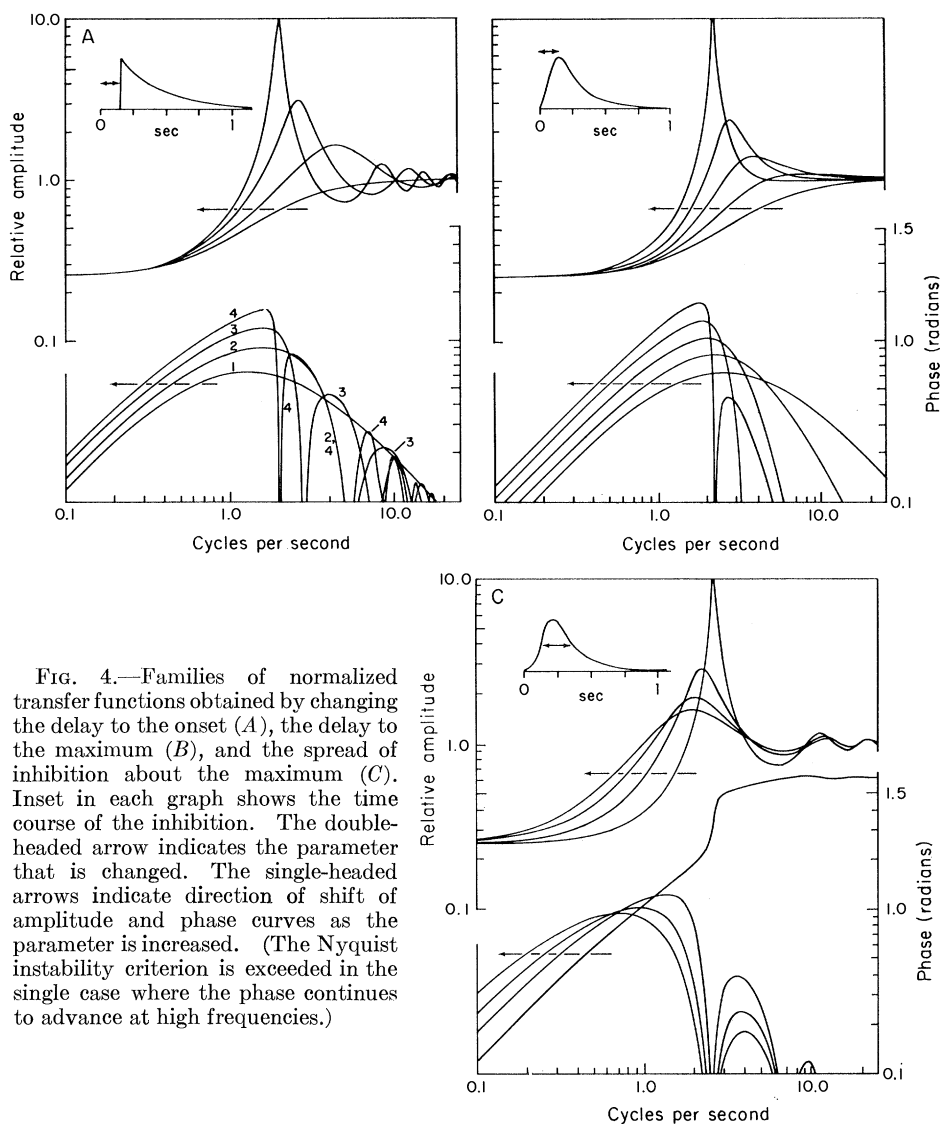 10.0
A
0
sec
1
1.0
0.1
Relative amplitude
4
3
2
1
4
3
2,
4
4
3
0.1
1.0
10.0
Cycles per second
0
sec
1
1.5
1.0
0.1
Phase (radians)
0.1
1.0
10.0
Cycles per second
FIG. 4.—Families of normalized
transfer functions obtained by changing
the delay to the onset (A), the delay to
the maximum (B), and the spread of
inhibition about the maximum (C).
Inset in each graph shows the time
course of the inhibition. The double-
headed arrow indicates the parameter
that is changed. The single-headed
arrows indicate direction of shift of
amplitude and phase curves as the
parameter is increased. (The Nyquist
instability criterion is exceeded in the
single case where the phase continues
to advance at high frequencies.)
10.0
C
0
sec
1
1.0
0.1
Relative amplitude
1.5
1.0
0.1
Phase (radians)
0.1
1.0
10.0
Cycles per second